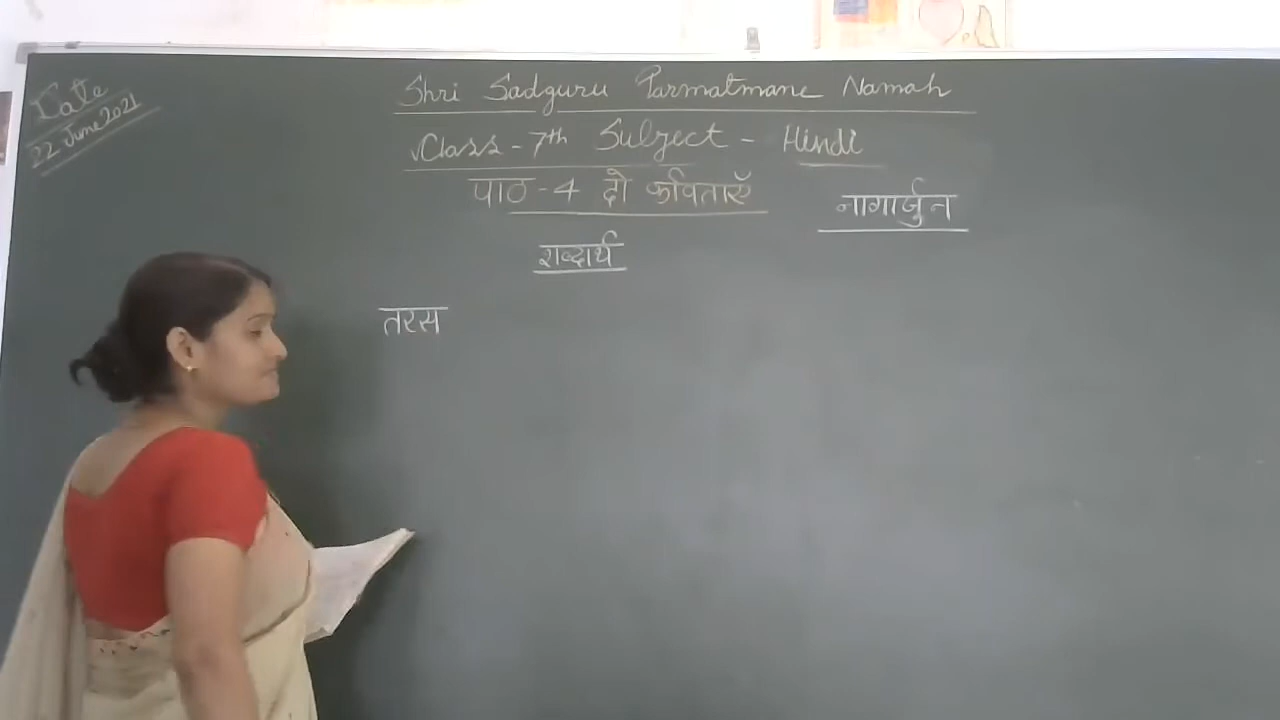 Date
22 June 2021
Shri Sadguru Parmatmane Namah
Class - 7th Subject - Hindi
पाठ - 4 दो कविताएँ नागार्जुन
शब्दार्थ
तरस